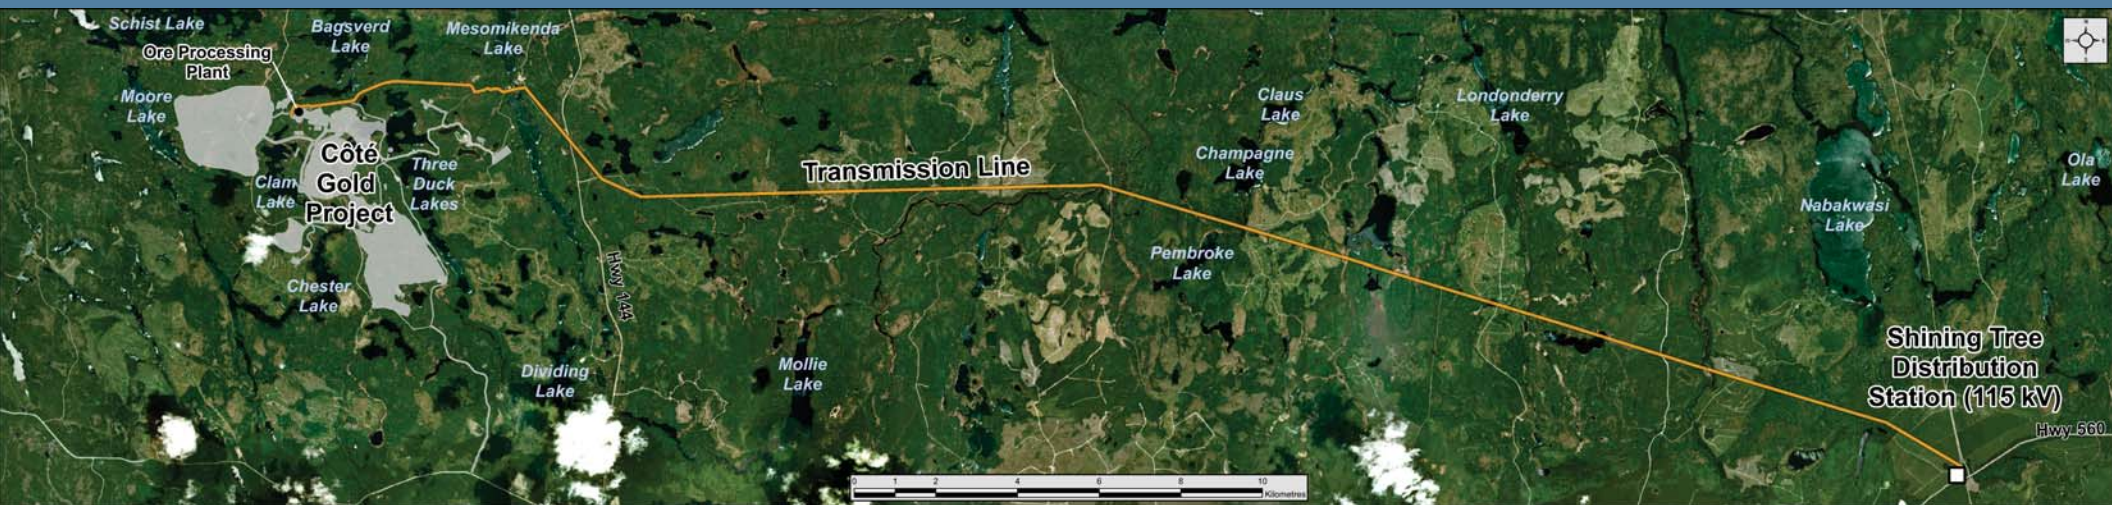 Schist Lake
Bagsverd
Lake
Mesomikenda
Lake
Ore Processing
Plant
Moore
Lake
Côté
Gold
Project
Clam
Lake
Three
Duck
Lakes
Chester
Lake
Hwy 144
Dividing
Lake
Transmission Line
Mollie
Lake
Claus
Lake
Champagne
Lake
Pembroke
Lake
Londonderry
Lake
Nabakwasi
Lake
Ola
Lake
Shining Tree
Distribution
Station (115 kV)
Hwy 560
0 1 2 4 6 8 10
Kilometres